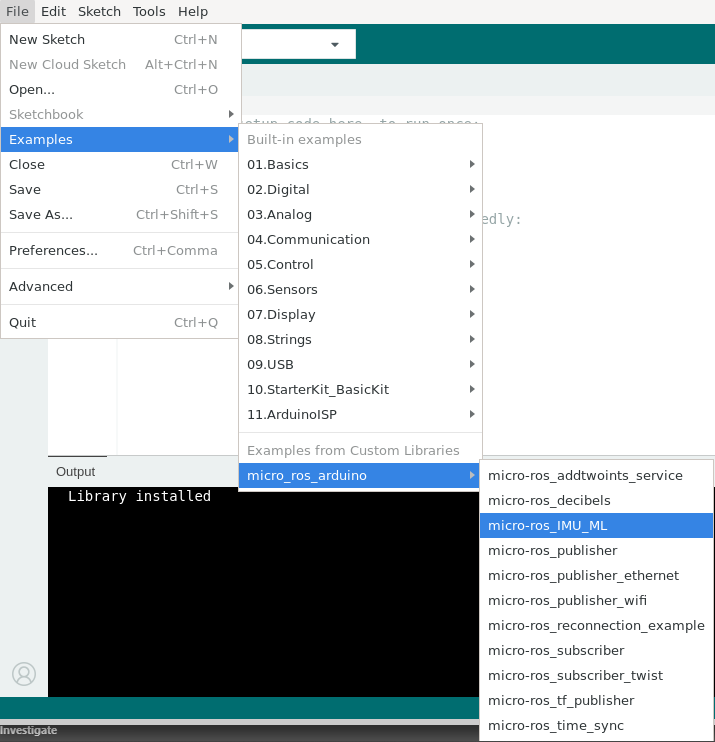 File Edit Sketch Tools Help
New Sketch Ctrl+N
New Cloud Sketch Alt+Ctrl+N
Open... Ctrl+O
Sketchbook
Examples
Close Ctrl+W
Save Ctrl+S
Save As... Ctrl+Shift+S
Preferences... Ctrl+Comma
Advanced
Quit Ctrl+Q
code here, to run once:
edly:
Built-in examples
01.Basics
02.Digital
03.Analog
04.Communication
05.Control
06.Sensors
07.Display
08.Strings
09.USB
10.StarterKit_BasicKit
11.ArduinoISP
Examples from Custom Libraries
micro_ros_arduino
micro-ros_addtwoints_service
micro-ros_decibels
micro-ros_IMU_ML
micro-ros_publisher
micro-ros_publisher_ethernet
micro-ros_publisher_wifi
micro-ros_reconnection_example
micro-ros_subscriber
micro-ros_subscriber_twist
micro-ros_tf_publisher
micro-ros_time_sync
Output
Library installed
Investigate